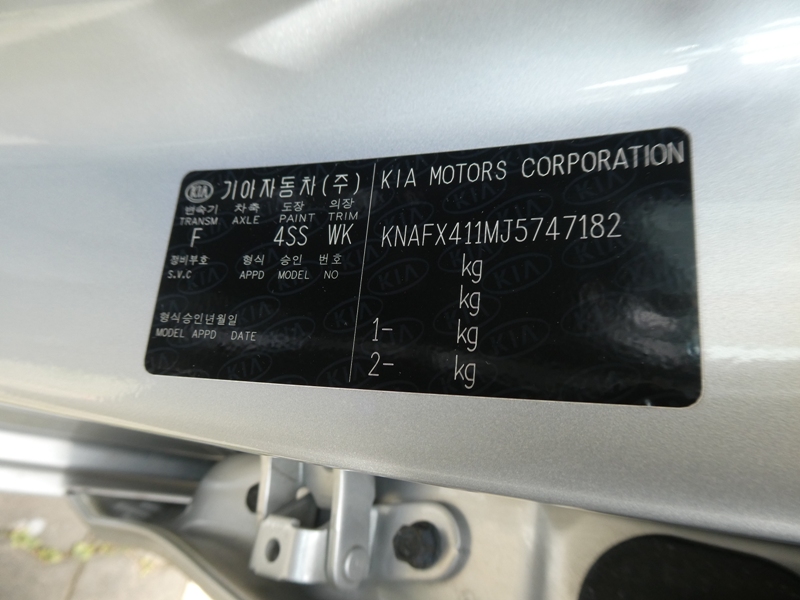 KIA 기아자동차(주)
변속기 차축 도장 의장
TRANSM. AXLE PAINT TRIM
F 4SS WK
정비부호 형식 승인 번호
S.V.C APPD MODEL NO
형식승인년월일
MODEL APPD DATE
KIA MOTORS CORPORATION
KNAFX411MJ5747182
kg
kg
1- kg
2- kg